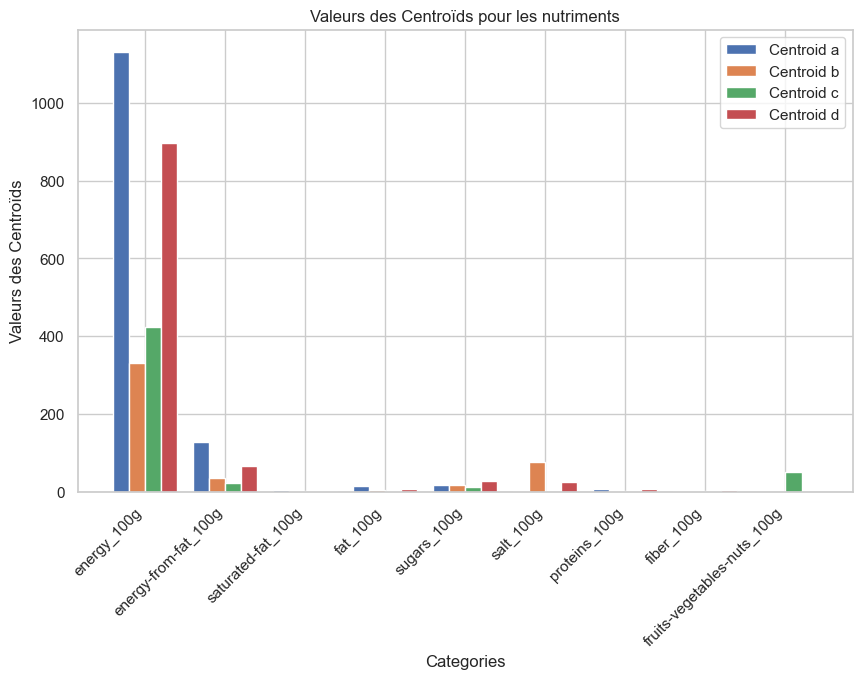 Valeurs des Centroïds pour les nutriments
Centroid a
Centroid b
Centroid c
Centroid d
Valeurs des Centroïds
1000
800
600
400
200
0
energy_100g
energy-from-fat_100g
saturated-fat_100g
fat_100g
sugars_100g
salt_100g
proteins_100g
fiber_100g
fruits-vegetables-nuts_100g
Categories